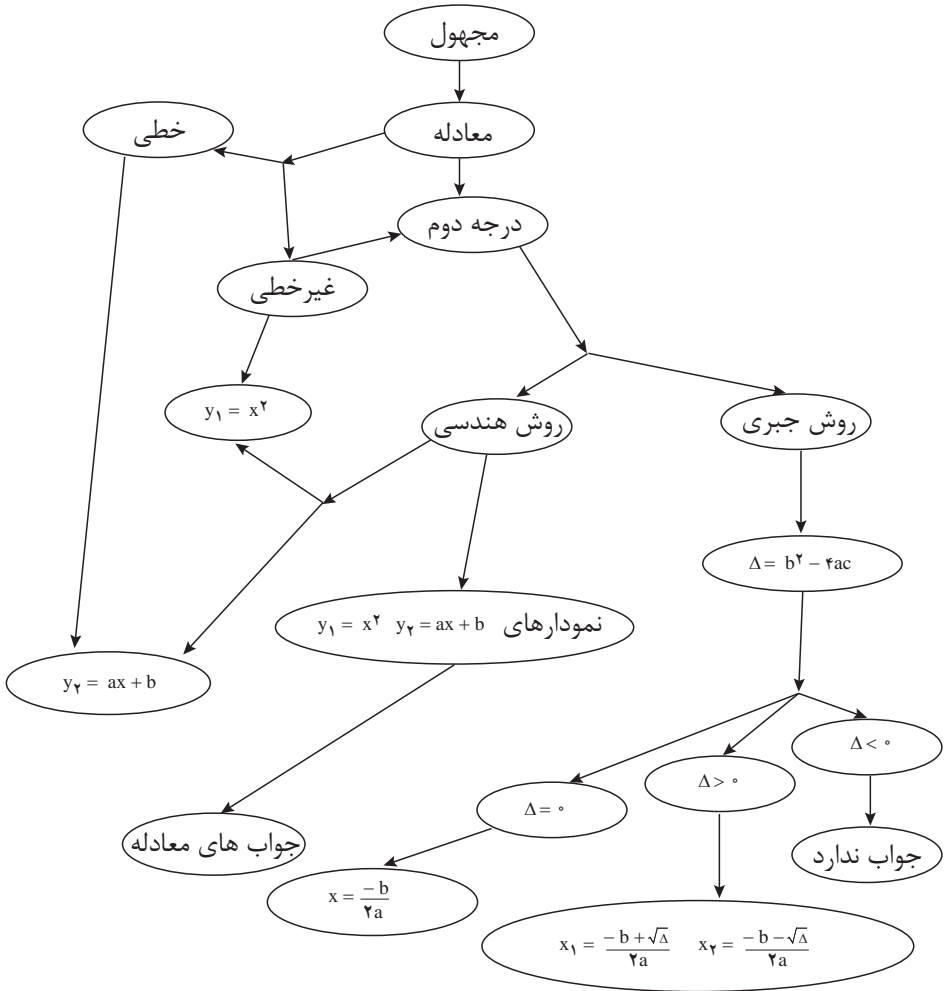 مجهول
معادله
خطی
درجه دوم
غیرخطی
y₁ = x²
روش هندسی
روش جبری
Δ = b² − ۴ac
نمودارهای y₁ = x² y₂ = ax + b
y₂ = ax + b
Δ < ۰
Δ > ۰
Δ = ۰
جواب های معادله
جواب ندارد
x = −b / ۲a
x₁ = −b + √Δ / ۲a x₂ = −b − √Δ / ۲a